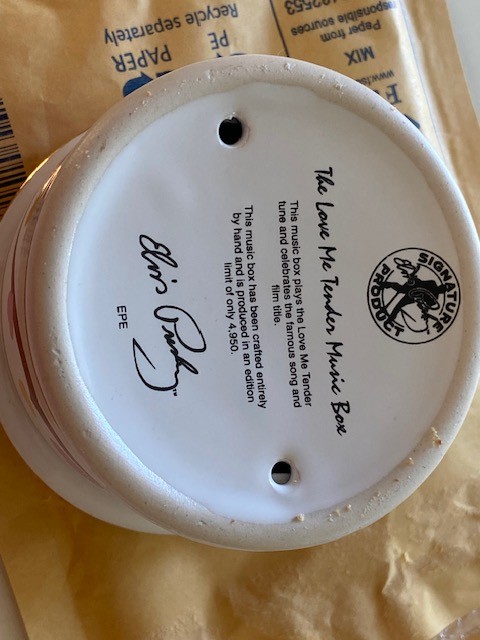 SIGNATURE
PRODUCT
The Love Me Tender Music Box
This music box plays the Love Me Tender
tune and celebrates the famous song and
film title.
This music box has been crafted entirely
by hand and is produced in an edition
limit of only 4,950.
Elvis Presley™
EPE
MIX
Paper from
responsible sources
PAPER
PE
Recycle separately